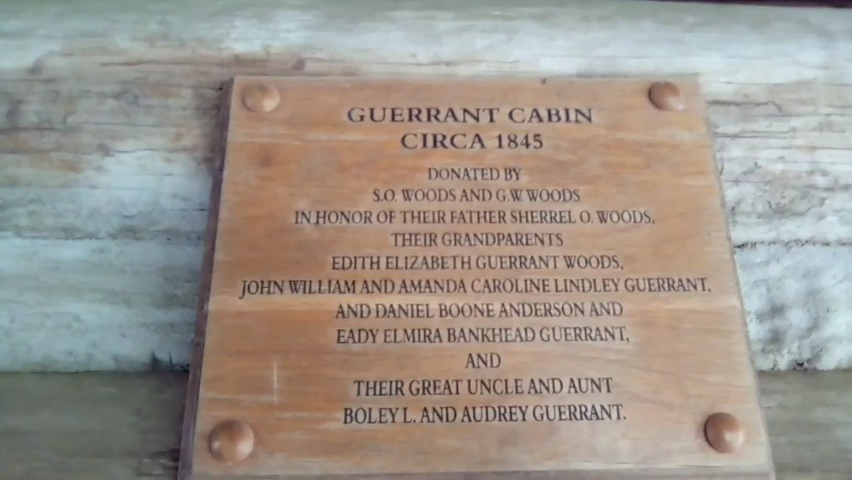 GUERRANT CABIN
CIRCA 1845
DONATED BY
S.O. WOODS AND G.W. WOODS
IN HONOR OF THEIR FATHER SHERREL O. WOODS,
THEIR GRANDPARENTS
EDITH ELIZABETH GUERRANT WOODS,
JOHN WILLIAM AND AMANDA CAROLINE LINDLEY GUERRANT,
AND DANIEL BOONE ANDERSON AND
EADY ELMIRA BANKHEAD GUERRANT,
AND
THEIR GREAT UNCLE AND AUNT
BOLEY L. AND AUDREY GUERRANT.